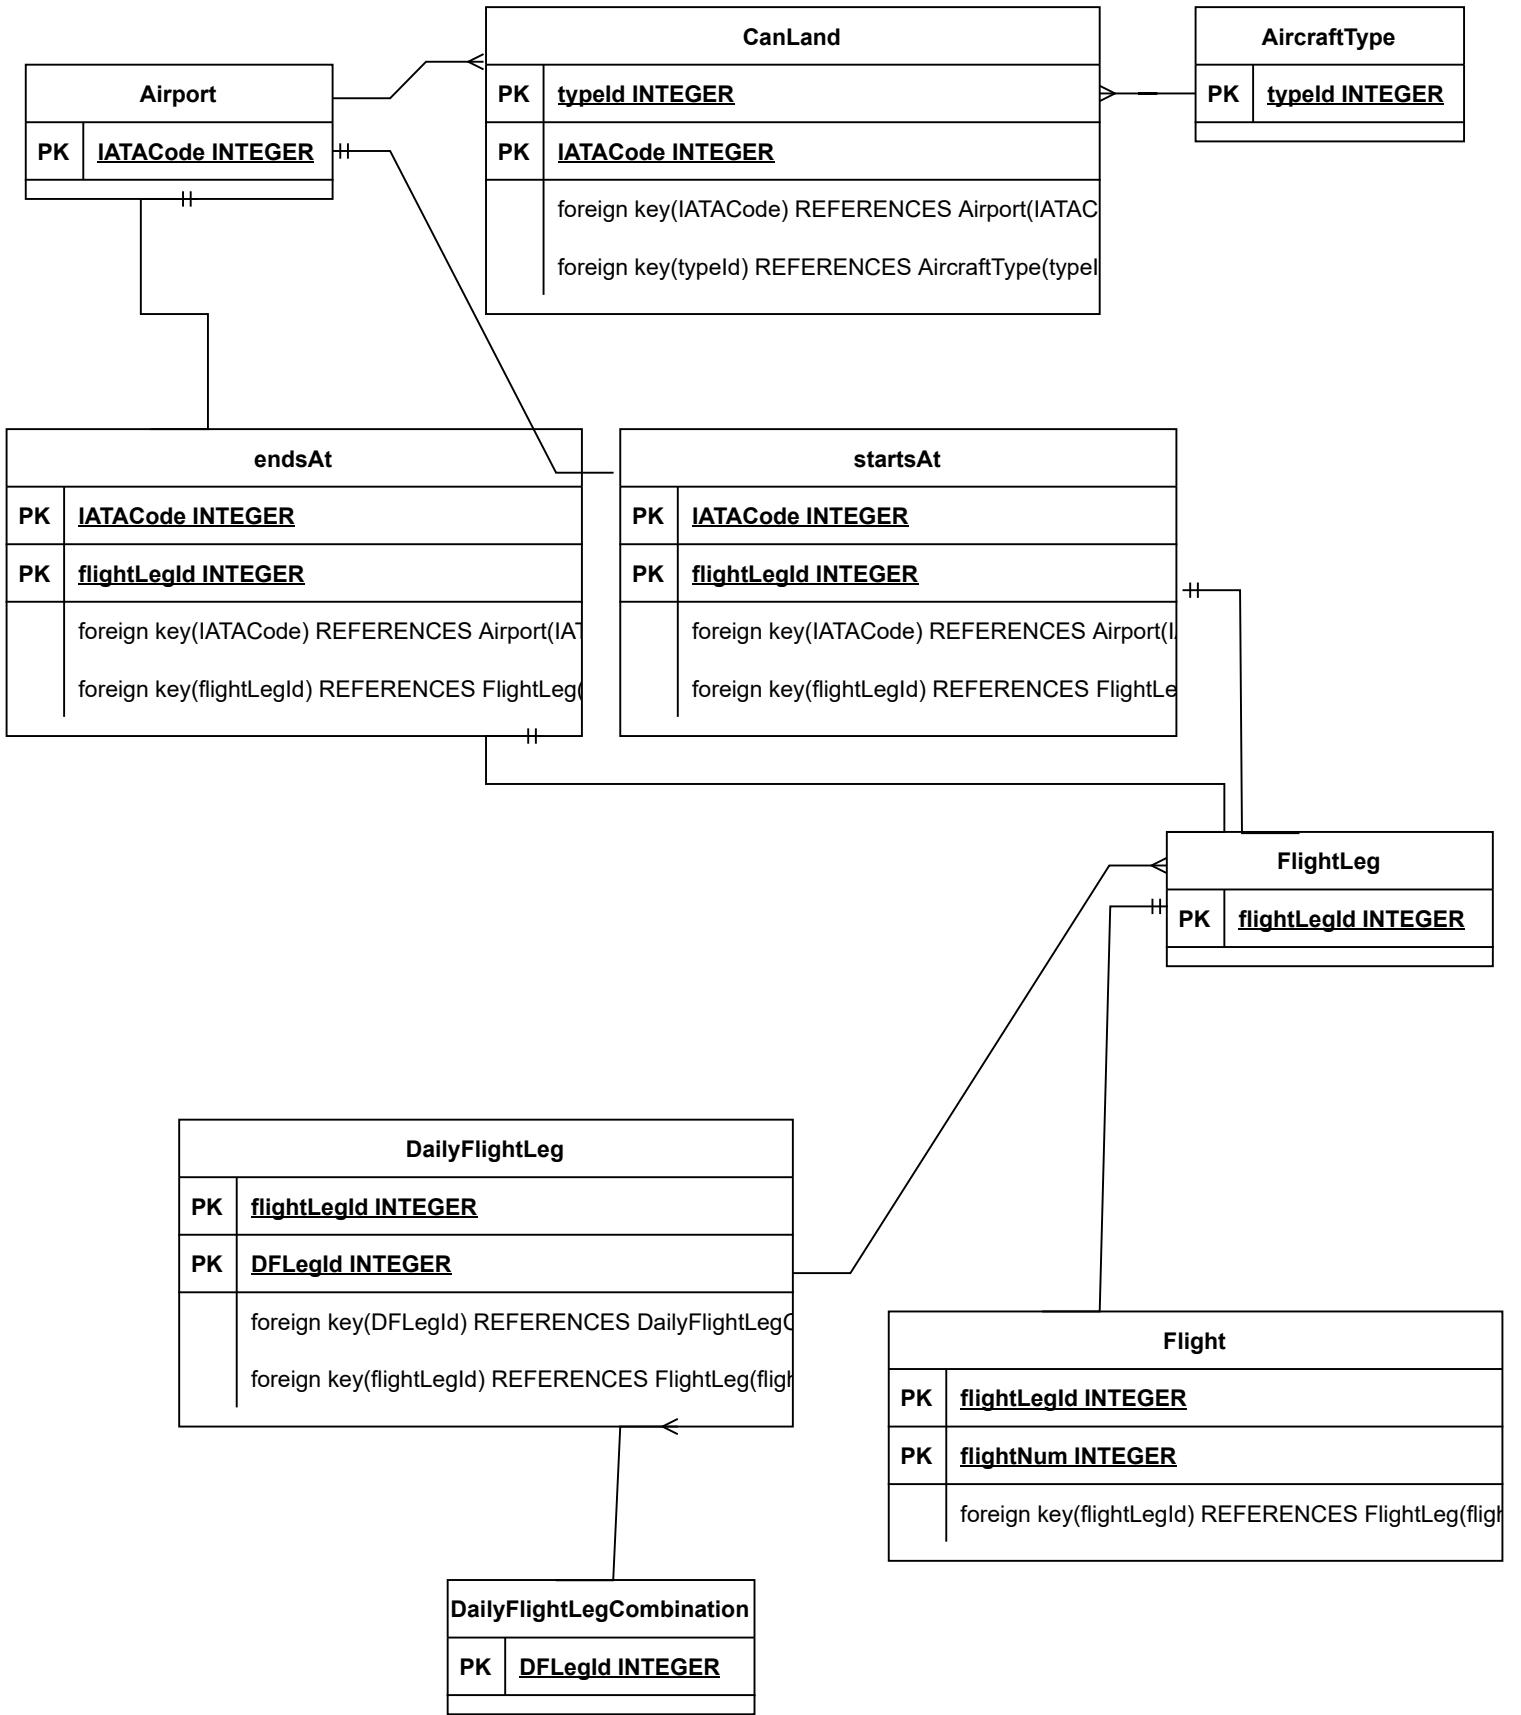 CanLand
PK typeId INTEGER
PK IATACode INTEGER
foreign key(IATACode) REFERENCES Airport(IATAC
foreign key(typeId) REFERENCES AircraftType(typeI
AircraftType
PK typeId INTEGER
Airport
PK IATACode INTEGER
endsAt
PK IATACode INTEGER
PK flightLegId INTEGER
foreign key(IATACode) REFERENCES Airport(IAT
foreign key(flightLegId) REFERENCES FlightLeg(
startsAt
PK IATACode INTEGER
PK flightLegId INTEGER
foreign key(IATACode) REFERENCES Airport(I
foreign key(flightLegId) REFERENCES FlightLe
FlightLeg
PK flightLegId INTEGER
DailyFlightLeg
PK flightLegId INTEGER
PK DFLegId INTEGER
foreign key(DFLegId) REFERENCES DailyFlightLegC
foreign key(flightLegId) REFERENCES FlightLeg(fligh
Flight
PK flightLegId INTEGER
PK flightNum INTEGER
foreign key(flightLegId) REFERENCES FlightLeg(fligh
DailyFlightLegCombination
PK DFLegId INTEGER